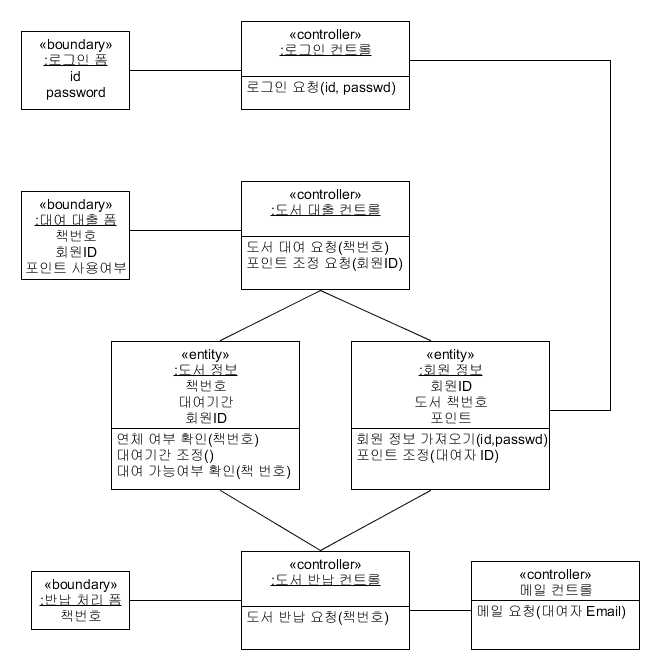 «boundary»
:로그인 폼
id
password
«controller»
:로그인 컨트롤
로그인 요청(id, passwd)
«boundary»
:대여 대출 폼
책번호
회원ID
포인트 사용여부
«controller»
:도서 대출 컨트롤
도서 대여 요청(책번호)
포인트 조정 요청(회원ID)
«entity»
:도서 정보
책번호
대여기간
회원ID
연체 여부 확인(책번호)
대여기간 조정()
대여 가능여부 확인(책 번호)
«entity»
:회원 정보
회원ID
도서 책번호
포인트
회원 정보 가져오기(id,passwd)
포인트 조정(대여자 ID)
«boundary»
:반납 처리 폼
책번호
«controller»
:도서 반납 컨트롤
도서 반납 요청(책번호)
«controller»
메일 컨트롤
메일 요청(대여자 Email)